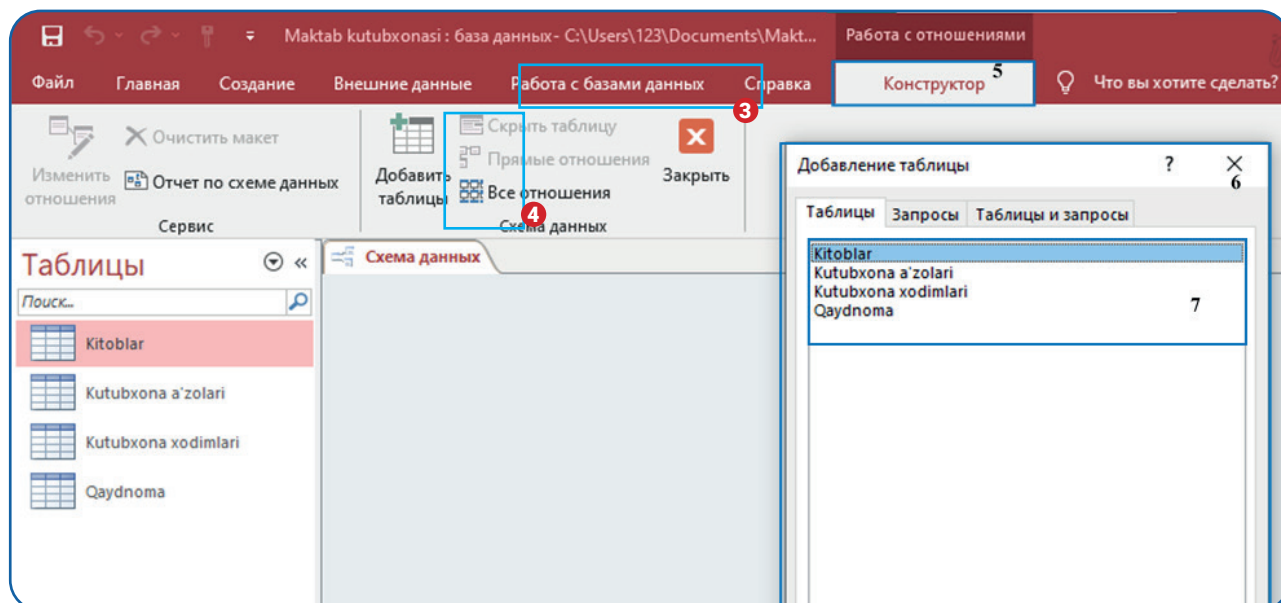 Maktab kutubxonasi : база данных- C:\Users\123\Documents\Makt...
Работа с отношениями
Файл Главная Создание Внешние данные Работа с базами данных Справка Конструктор 5 Что вы хотите сделать?
3
Изменить отношения
Очистить макет
Отчет по схеме данных
Сервис
Добавить таблицы
Скрыть таблицу
Прямые отношения
Все отношения
4
Закрыть
Схема данных
Таблицы «
Поиск...
Kitoblar
Kutubxona a'zolari
Kutubxona xodimlari
Qaydnoma
Схема данных
Добавление таблицы ?
6
Таблицы Запросы Таблицы и запросы
Kitoblar
Kutubxona a'zolari
Kutubxona xodimlari
Qaydnoma
7